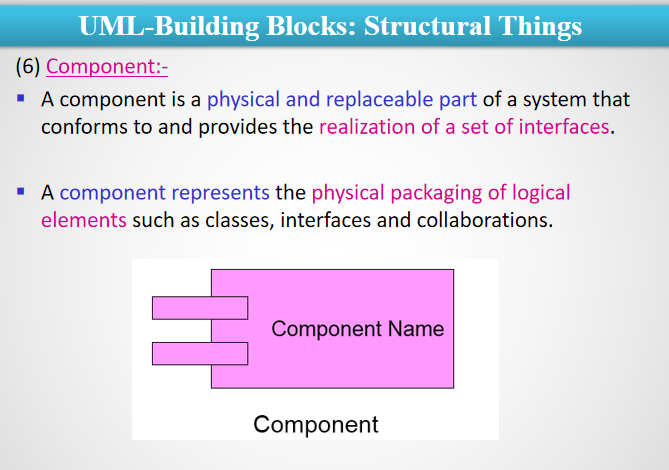 UML-Building Blocks: Structural Things
(6) Component:-
▪ A component is a physical and replaceable part of a system that
conforms to and provides the realization of a set of interfaces.
▪ A component represents the physical packaging of logical
elements such as classes, interfaces and collaborations.
Component Name
Component